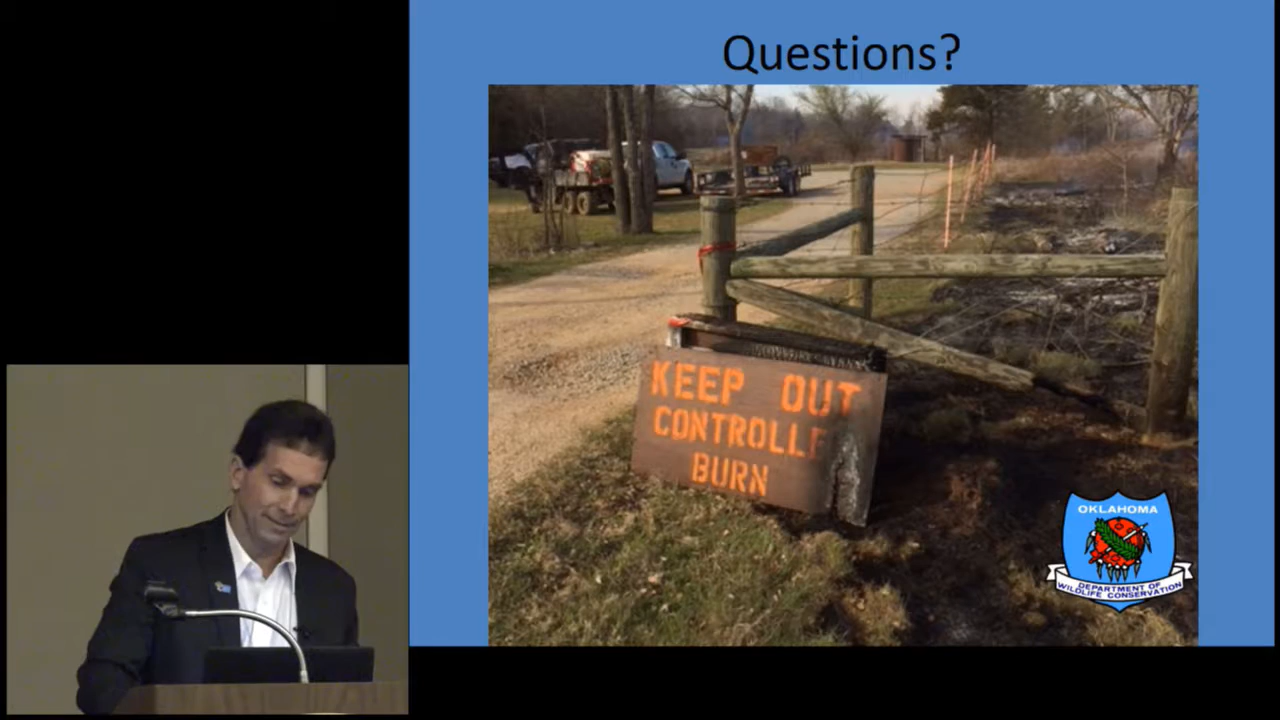 Questions?
KEEP OUT
CONTROLLE
BURN
OKLAHOMA
DEPARTMENT OF
WILDLIFE CONSERVATION